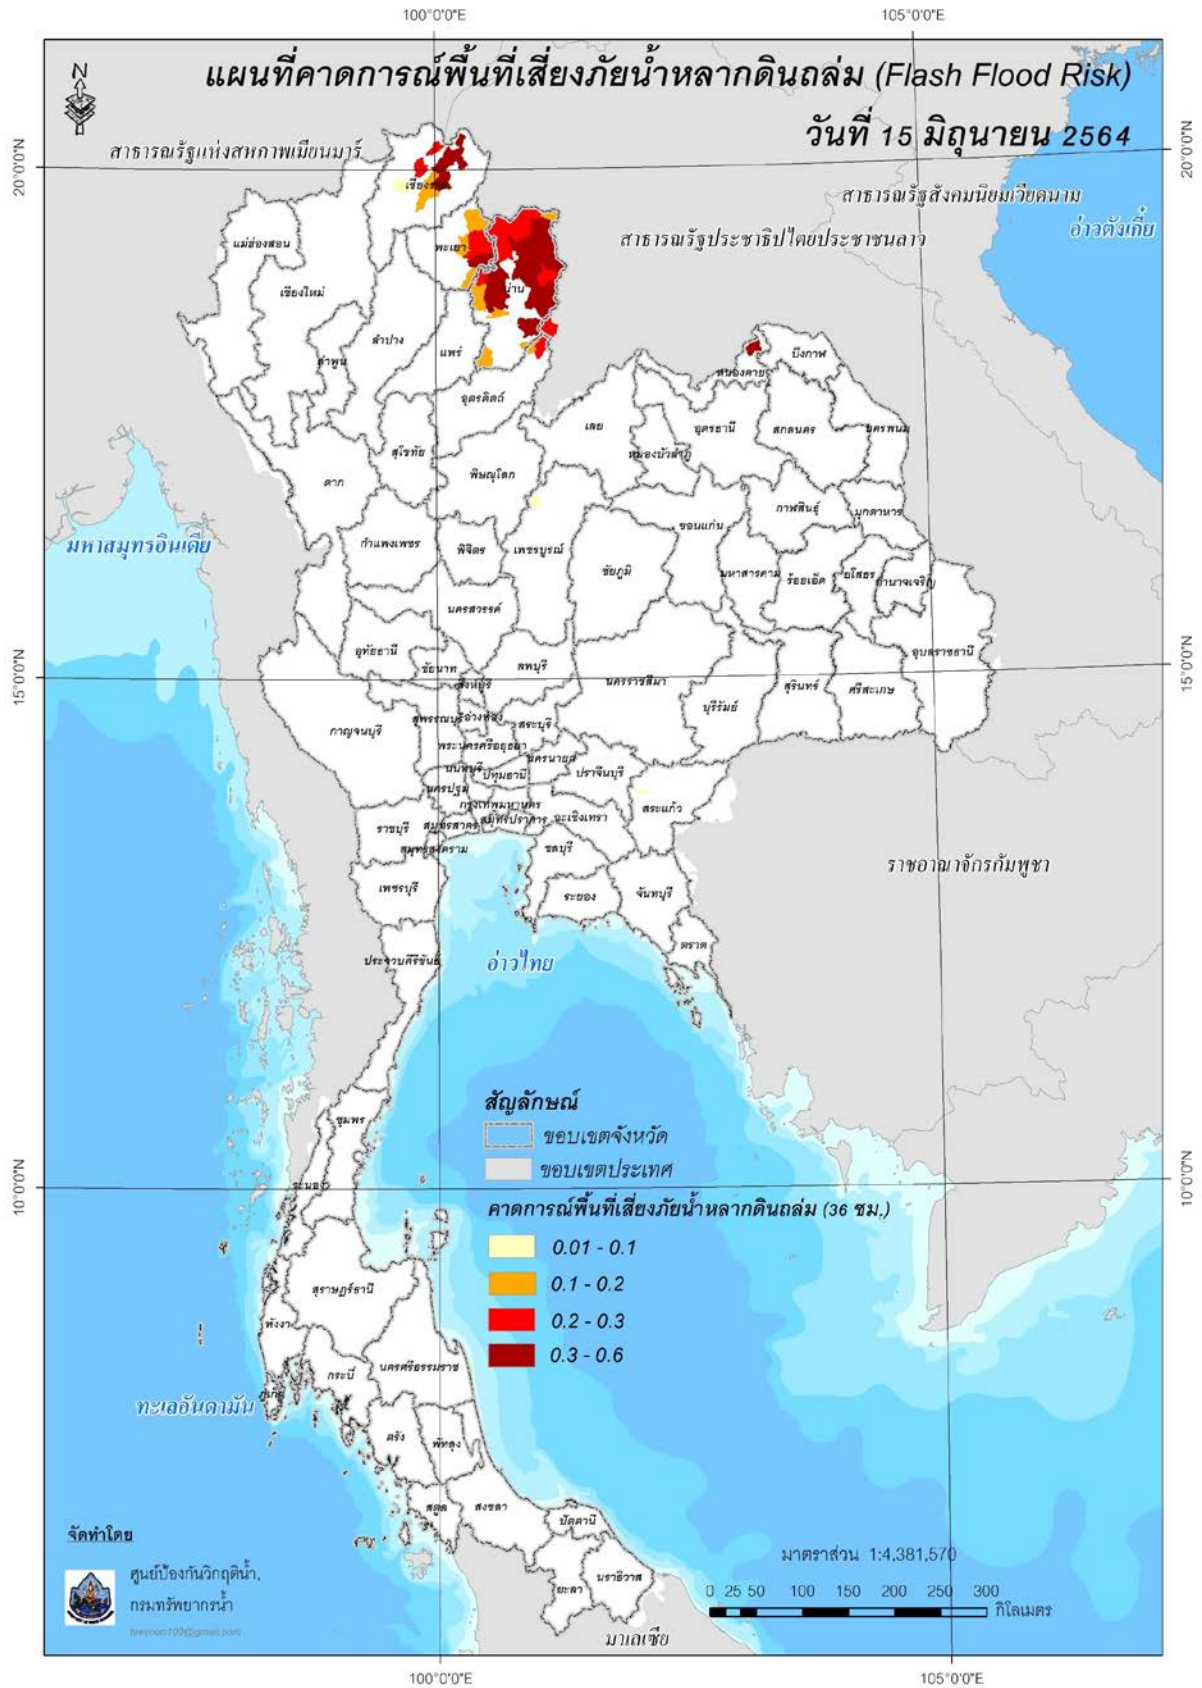 100°0'0"E
105°0'0"E
แผนที่คาดการณ์พื้นที่เสี่ยงภัยน้ำหลากดินถล่ม (Flash Flood Risk)
วันที่ 15 มิถุนายน 2564
N
20°0'0"N
20°0'0"N
สาธารณรัฐแห่งสหภาพเมียนมาร์
สาธารณรัฐสังคมนิยมเวียดนาม
อ่าวตังเกี๋ย
สาธารณรัฐประชาธิปไตยประชาชนลาว
เชียงราย
แม่ฮ่องสอน
พะเยา
เชียงใหม่
น่าน
ลำปาง
แพร่
ลำพูน
บึงกาฬ
หนองคาย
อุตรดิตถ์
เลย
อุดรธานี
สกลนคร
นครพนม
สุโขทัย
หนองบัวลำภู
พิษณุโลก
ตาก
กาฬสินธุ์
มุกดาหาร
ขอนแก่น
มหาสมุทรอินเดีย
กำแพงเพชร
พิจิตร
เพชรบูรณ์
ชัยภูมิ
มหาสารคาม
ร้อยเอ็ด
ยโสธร
อำนาจเจริญ
นครสวรรค์
อุทัยธานี
ชัยนาท
ลพบุรี
อุบลราชธานี
15°0'0"N
15°0'0"N
สิงห์บุรี
นครราชสีมา
สุรินทร์
ศรีสะเกษ
บุรีรัมย์
สุพรรณบุรี
อ่างทอง
สระบุรี
กาญจนบุรี
พระนครศรีอยุธยา
นครนายก
นนทบุรี
ปทุมธานี
ปราจีนบุรี
นครปฐม
กรุงเทพมหานคร
สระแก้ว
ราชบุรี
สมุทรสาคร
สมุทรปราการ
ฉะเชิงเทรา
สมุทรสงคราม
ชลบุรี
ราชอาณาจักรกัมพูชา
เพชรบุรี
ระยอง
จันทบุรี
ตราด
ประจวบคีรีขันธ์
อ่าวไทย
สัญลักษณ์
ขอบเขตจังหวัด
ขอบเขตประเทศ
ชุมพร
ระนอง
10°0'0"N
10°0'0"N
คาดการณ์พื้นที่เสี่ยงภัยน้ำหลากดินถล่ม (36 ชม.)
0.01 - 0.1
0.1 - 0.2
0.2 - 0.3
0.3 - 0.6
สุราษฎร์ธานี
พังงา
นครศรีธรรมราช
กระบี่
ภูเก็ต
ทะเลอันดามัน
ตรัง
พัทลุง
สตูล
สงขลา
ปัตตานี
ยะลา
นราธิวาส
มาเลเซีย
จัดทำโดย
ศูนย์ป้องกันวิกฤติน้ำ,
กรมทรัพยากรน้ำ
มาตราส่วน 1:4,381,570
0 25 50 100 150 200 250 300
กิโลเมตร
100°0'0"E
105°0'0"E